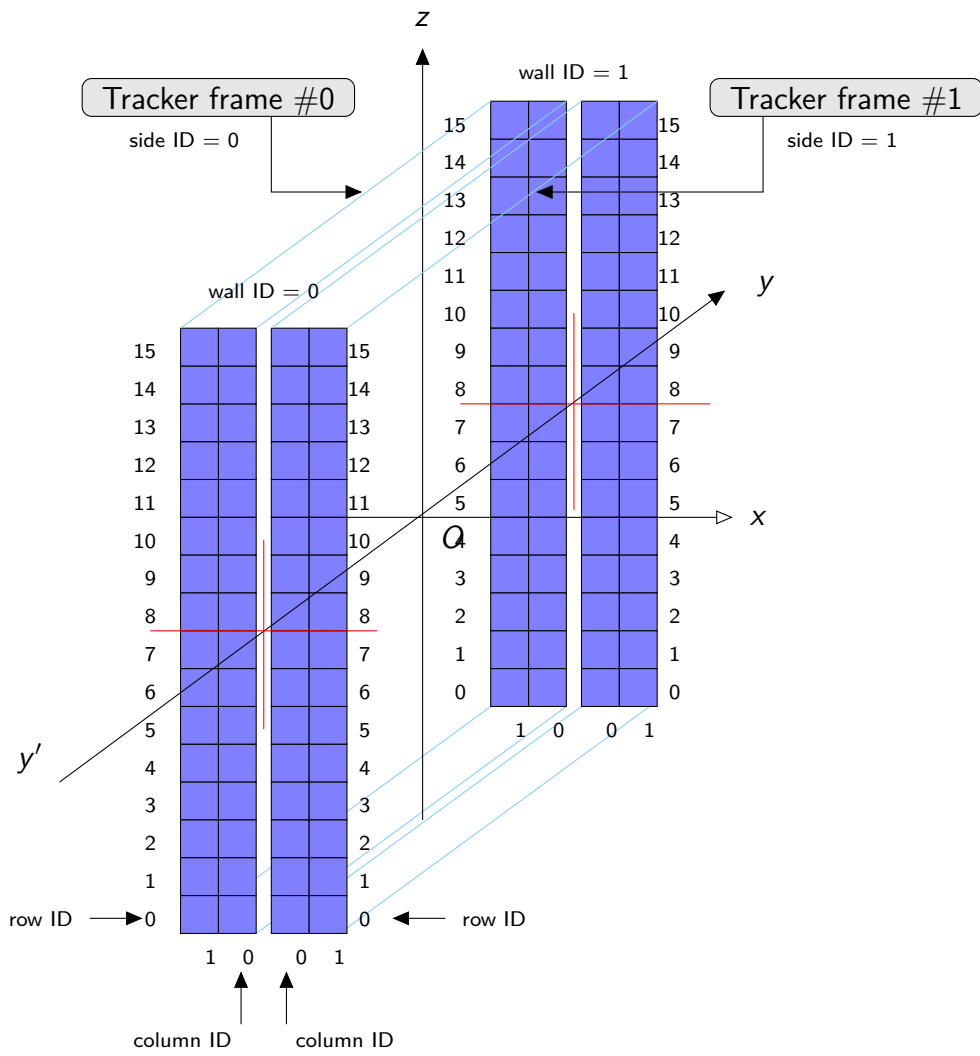 z
wall ID = 1
Tracker frame #0
Tracker frame #1
side ID = 0
side ID = 1
15 15
14 14
13 13
12 12
11 11
10 10
9 9
8 8
7 7
6 6
5 5
4 4
3 3
2 2
1 1
0 0
1 0 0 1
y
x
O
wall ID = 0
15 15
14 14
13 13
12 12
11 11
10 10
9 9
8 8
7 7
6 6
5 5
4 4
3 3
2 2
1 1
0 0
y′
row ID
row ID
1 0 0 1
column ID
column ID